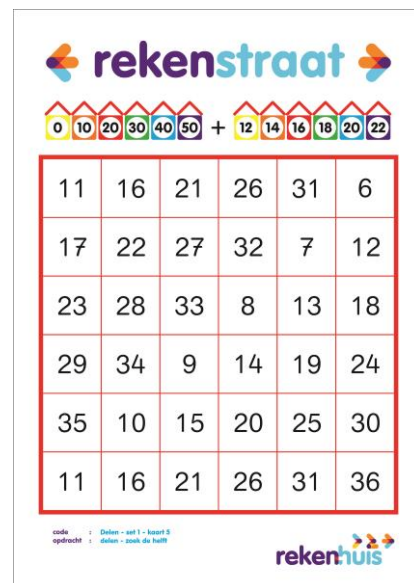 rekenstraat
0 10 20 30 40 50 + 12 14 16 18 20 22
11 16 21 26 31 6
17 22 27 32 7 12
23 28 33 8 13 18
29 34 9 14 19 24
35 10 15 20 25 30
11 16 21 26 31 36
code : Delen - set 1 - kaart 5
opdracht : delen - zoek de helft
rekenhuis